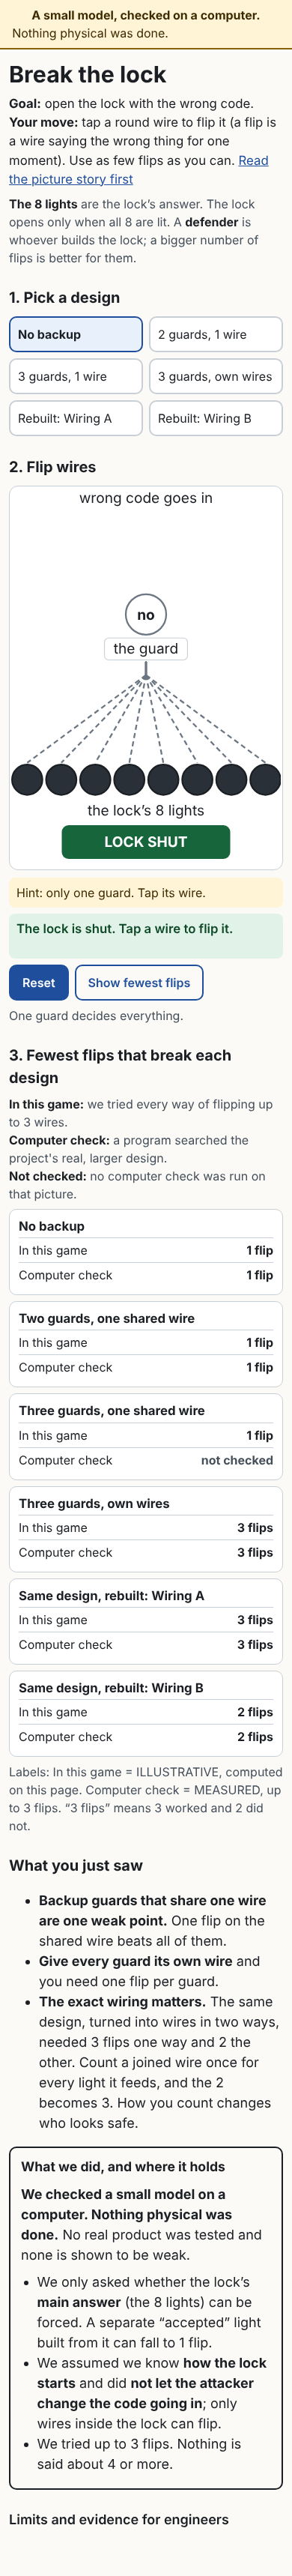 A small model, checked on a computer.
Nothing physical was done.
Break the lock
Goal: open the lock with the wrong code.
Your move: tap a round wire to flip it (a flip is
a wire saying the wrong thing for one
moment). Use as few flips as you can. Read
the picture story first
The 8 lights are the lock’s answer. The lock
opens only when all 8 are lit. A defender is
whoever builds the lock; a bigger number of
flips is better for them.
1. Pick a design
No backup
2 guards, 1 wire
3 guards, 1 wire
3 guards, own wires
Rebuilt: Wiring A
Rebuilt: Wiring B
2. Flip wires
wrong code goes in
no
the guard
the lock’s 8 lights
LOCK SHUT
Hint: only one guard. Tap its wire.
The lock is shut. Tap a wire to flip it.
Reset
Show fewest flips
One guard decides everything.
3. Fewest flips that break each
design
In this game: we tried every way of flipping up
to 3 wires.
Computer check: a program searched the
project's real, larger design.
Not checked: no computer check was run on
that picture.
No backup
In this game 1 flip
Computer check 1 flip
Two guards, one shared wire
In this game 1 flip
Computer check 1 flip
Three guards, one shared wire
In this game 1 flip
Computer check not checked
Three guards, own wires
In this game 3 flips
Computer check 3 flips
Same design, rebuilt: Wiring A
In this game 3 flips
Computer check 3 flips
Same design, rebuilt: Wiring B
In this game 2 flips
Computer check 2 flips
Labels: In this game = ILLUSTRATIVE, computed
on this page. Computer check = MEASURED, up
to 3 flips. “3 flips” means 3 worked and 2 did
not.
What you just saw
• Backup guards that share one wire
are one weak point. One flip on the
shared wire beats all of them.
• Give every guard its own wire and
you need one flip per guard.
• The exact wiring matters. The same
design, turned into wires in two ways,
needed 3 flips one way and 2 the
other. Count a joined wire once for
every light it feeds, and the 2
becomes 3. How you count changes
who looks safe.
What we did, and where it holds
We checked a small model on a
computer. Nothing physical was
done. No real product was tested and
none is shown to be weak.
• We only asked whether the lock’s
main answer (the 8 lights) can be
forced. A separate “accepted” light
built from it can fall to 1 flip.
• We assumed we know how the lock
starts and did not let the attacker
change the code going in; only
wires inside the lock can flip.
• We tried up to 3 flips. Nothing is
said about 4 or more.
Limits and evidence for engineers